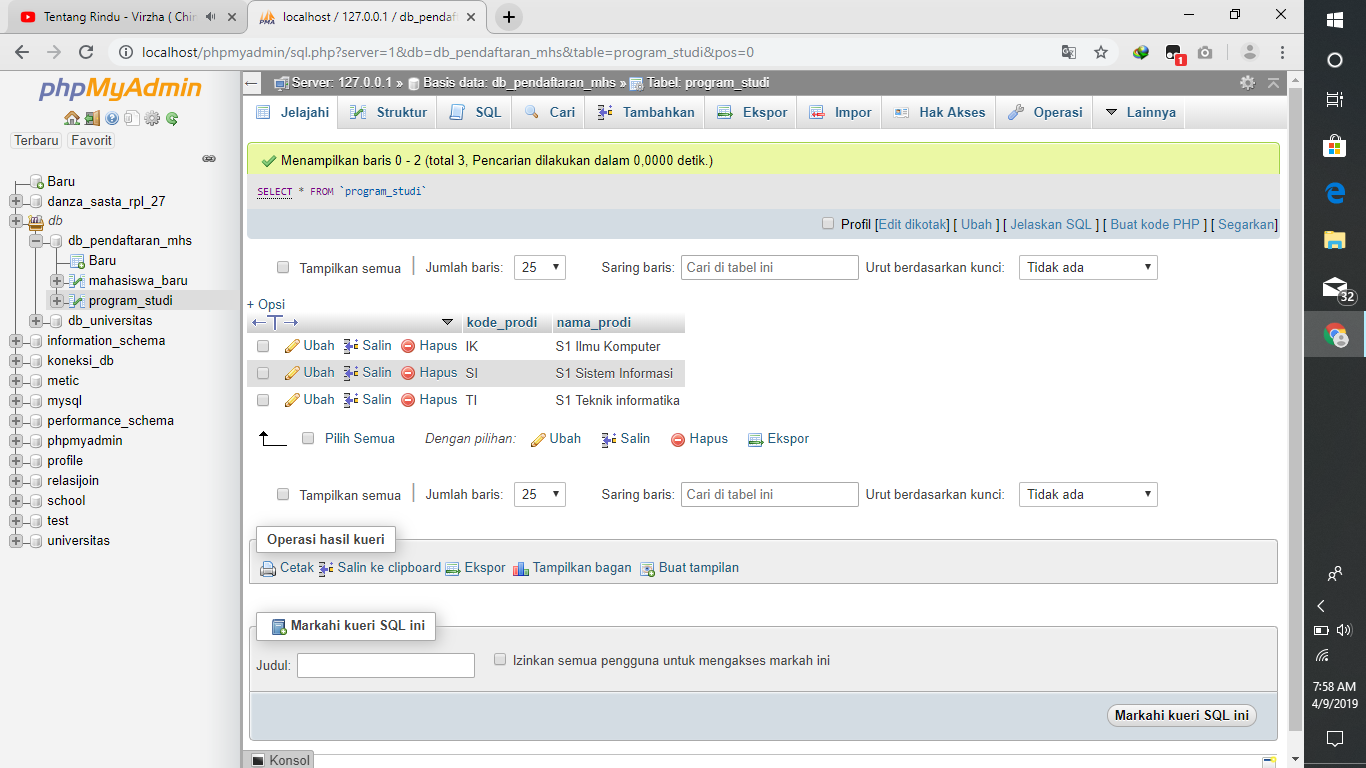 Tentang Rindu - Virzha ( Chin
localhost / 127.0.0.1 / db_pendaft
localhost/phpmyadmin/sql.php?server=1&db=db_pendaftaran_mhs&table=program_studi&pos=0
1
phpMyAdmin
Terbaru Favorit
Baru
danza_sasta_rpl_27
db
db_pendaftaran_mhs
Baru
mahasiswa_baru
program_studi
db_universitas
information_schema
koneksi_db
metic
mysql
performance_schema
phpmyadmin
profile
relasijoin
school
test
universitas
Server: 127.0.0.1 » Basis data: db_pendaftaran_mhs » Tabel: program_studi
Jelajahi Struktur SQL Cari Tambahkan Ekspor Impor Hak Akses Operasi Lainnya
Menampilkan baris 0 - 2 (total 3, Pencarian dilakukan dalam 0,0000 detik.)
SELECT * FROM `program_studi`
Profil [Edit dikotak] [ Ubah ] [ Jelaskan SQL ] [ Buat kode PHP ] [ Segarkan]
Tampilkan semua | Jumlah baris: 25 Saring baris: Cari di tabel ini Urut berdasarkan kunci: Tidak ada
+ Opsi
←T→ kode_prodi nama_prodi
Ubah Salin Hapus IK S1 Ilmu Komputer
Ubah Salin Hapus SI S1 Sistem Informasi
Ubah Salin Hapus TI S1 Teknik informatika
Pilih Semua Dengan pilihan: Ubah Salin Hapus Ekspor
Tampilkan semua | Jumlah baris: 25 Saring baris: Cari di tabel ini Urut berdasarkan kunci: Tidak ada
Operasi hasil kueri
Cetak Salin ke clipboard Ekspor Tampilkan bagan Buat tampilan
Markahi kueri SQL ini
Judul: Izinkan semua pengguna untuk mengakses markah ini
Markahi kueri SQL ini
Konsol
32
7:58 AM
4/9/2019